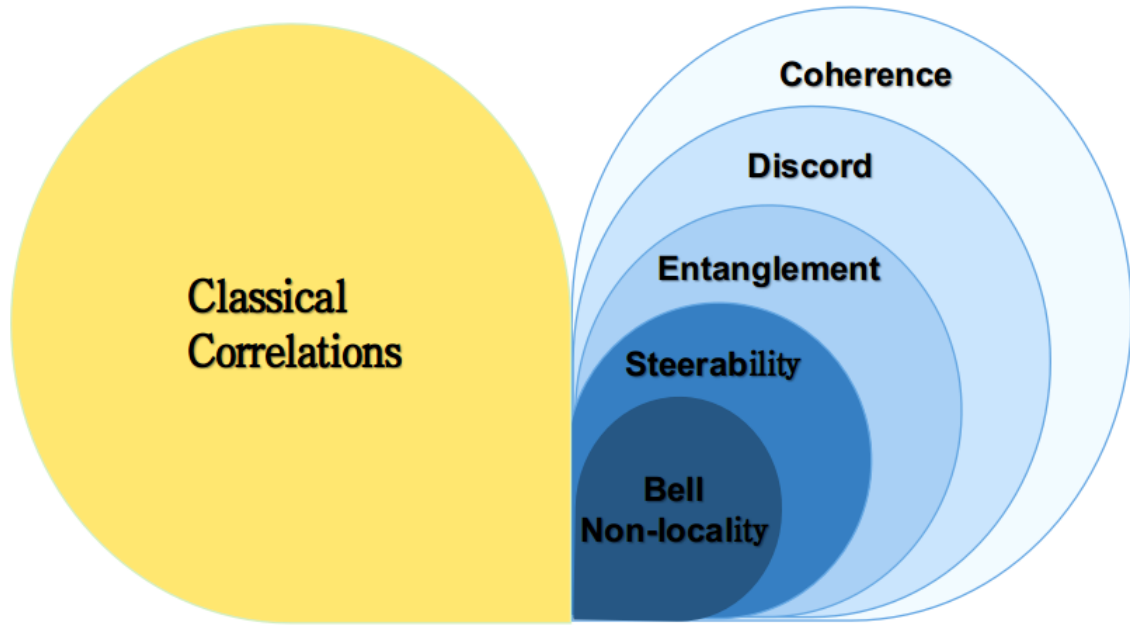 Classical
Correlations
Coherence
Discord
Entanglement
Steerability
Bell
Non-locality